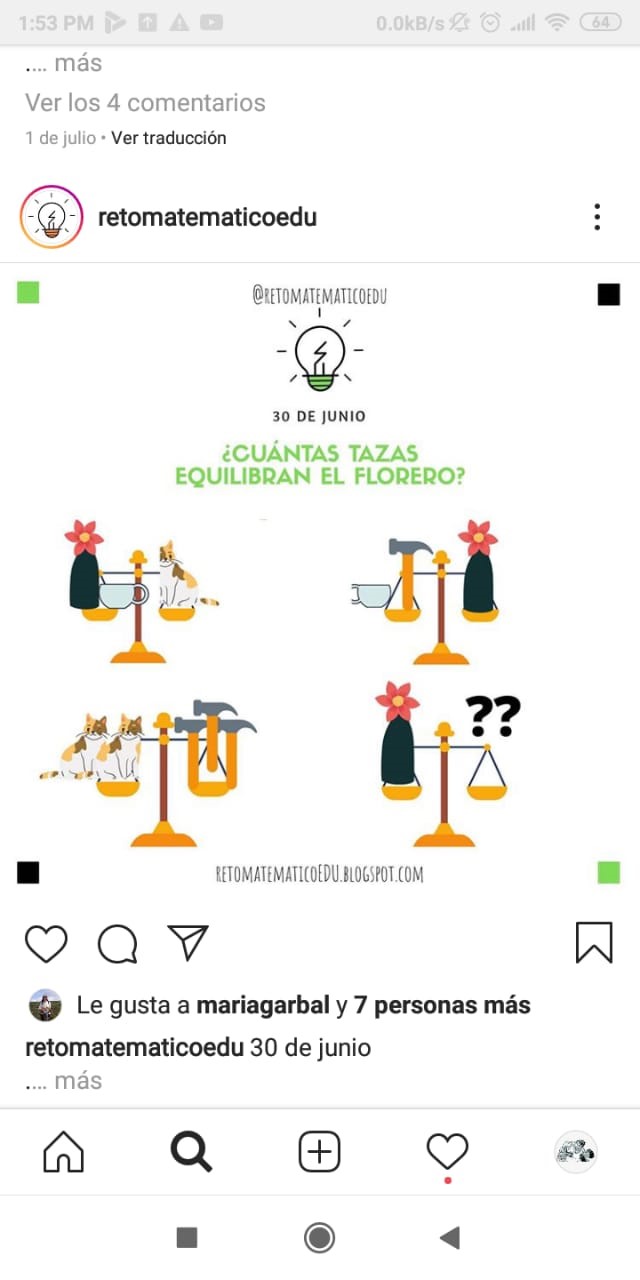 1:53 PM 0.0kB/s 64
.... más
Ver los 4 comentarios
1 de julio • Ver traducción
retomatematicoedu
@RETOMATEMATICOEDU
30 DE JUNIO
¿CUÁNTAS TAZAS
EQUILIBRAN EL FLORERO?
??
RETOMATEMATICOEDU.BLOGSPOT.COM
Le gusta a mariagarbal y 7 personas más
retomatematicoedu 30 de junio
.... más